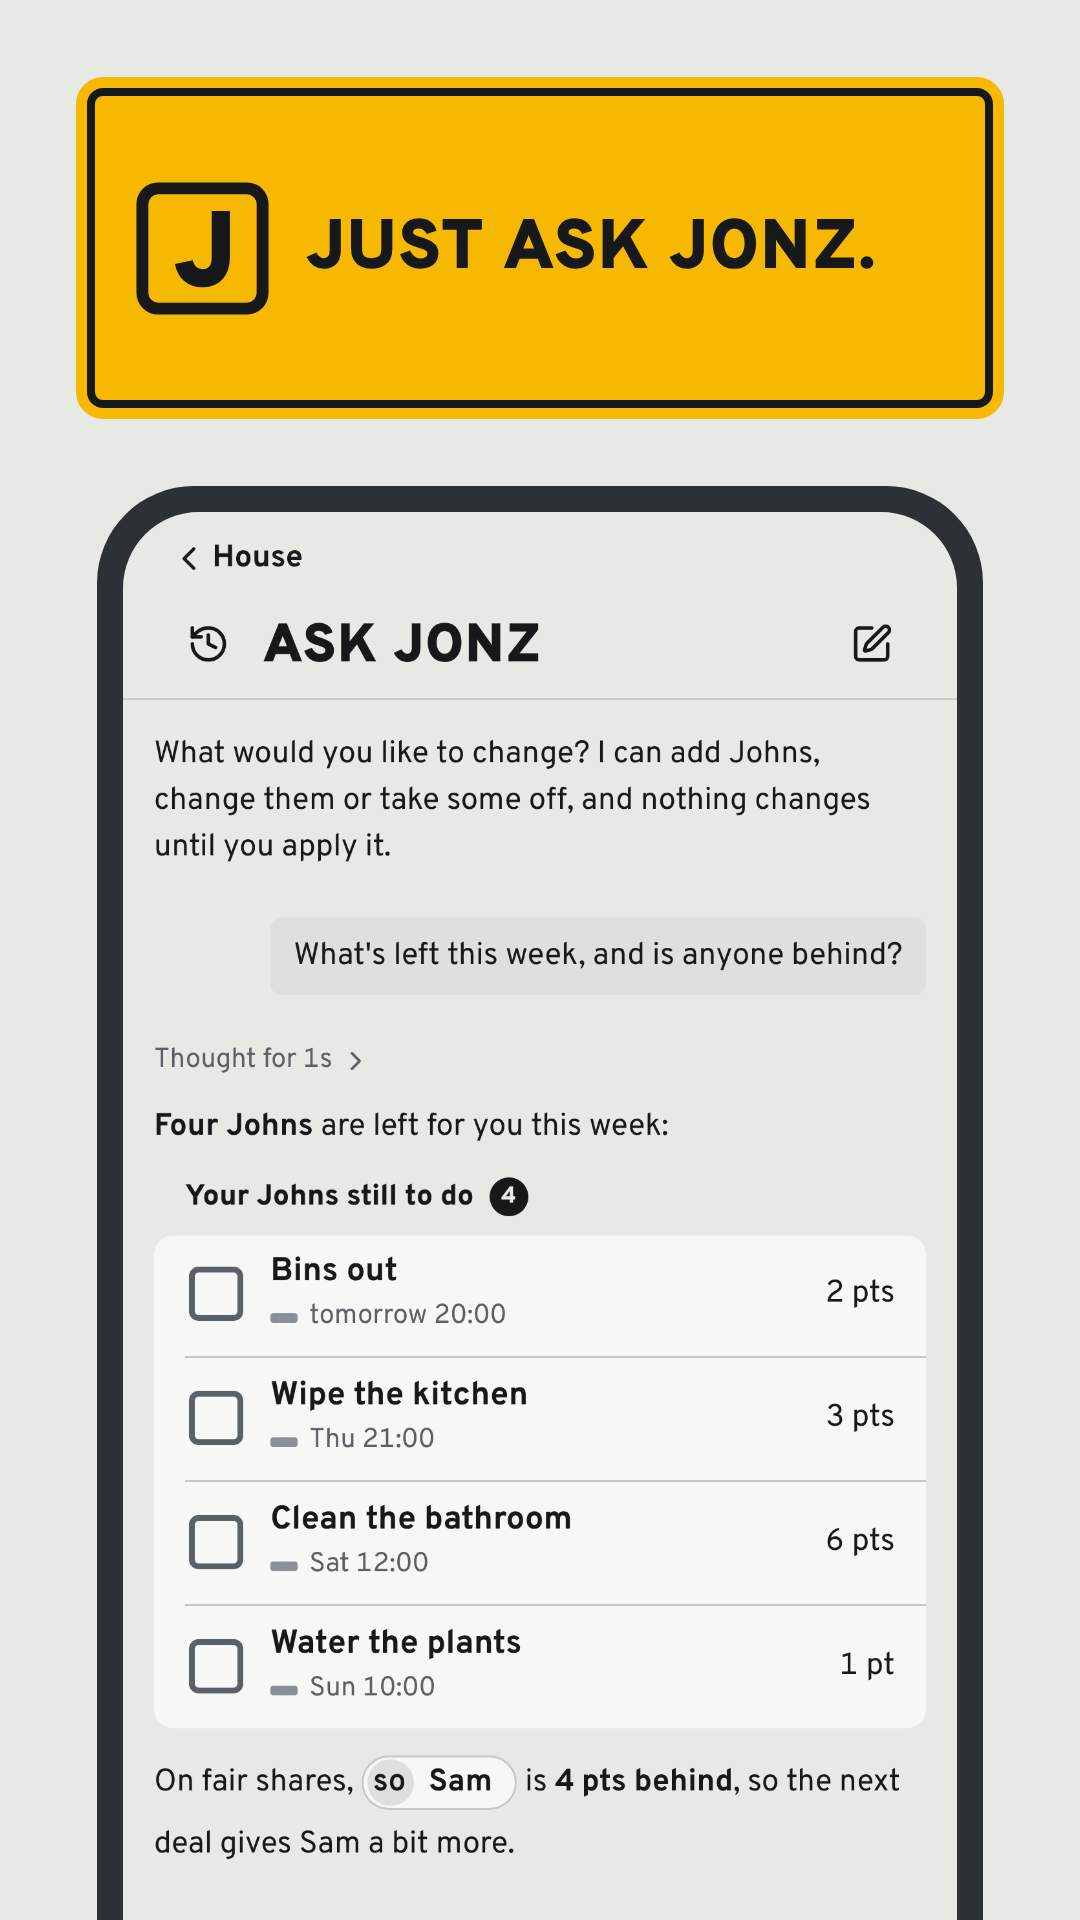 J JUST ASK JONZ.
House
ASK JONZ
What would you like to change? I can add Johns,
change them or take some off, and nothing changes
until you apply it.
What's left this week, and is anyone behind?
Thought for 1s
Four Johns are left for you this week:
Your Johns still to do 4
Bins out
tomorrow 20:00
2 pts
Wipe the kitchen
Thu 21:00
3 pts
Clean the bathroom
Sat 12:00
6 pts
Water the plants
Sun 10:00
1 pt
On fair shares, so Sam is 4 pts behind, so the next
deal gives Sam a bit more.